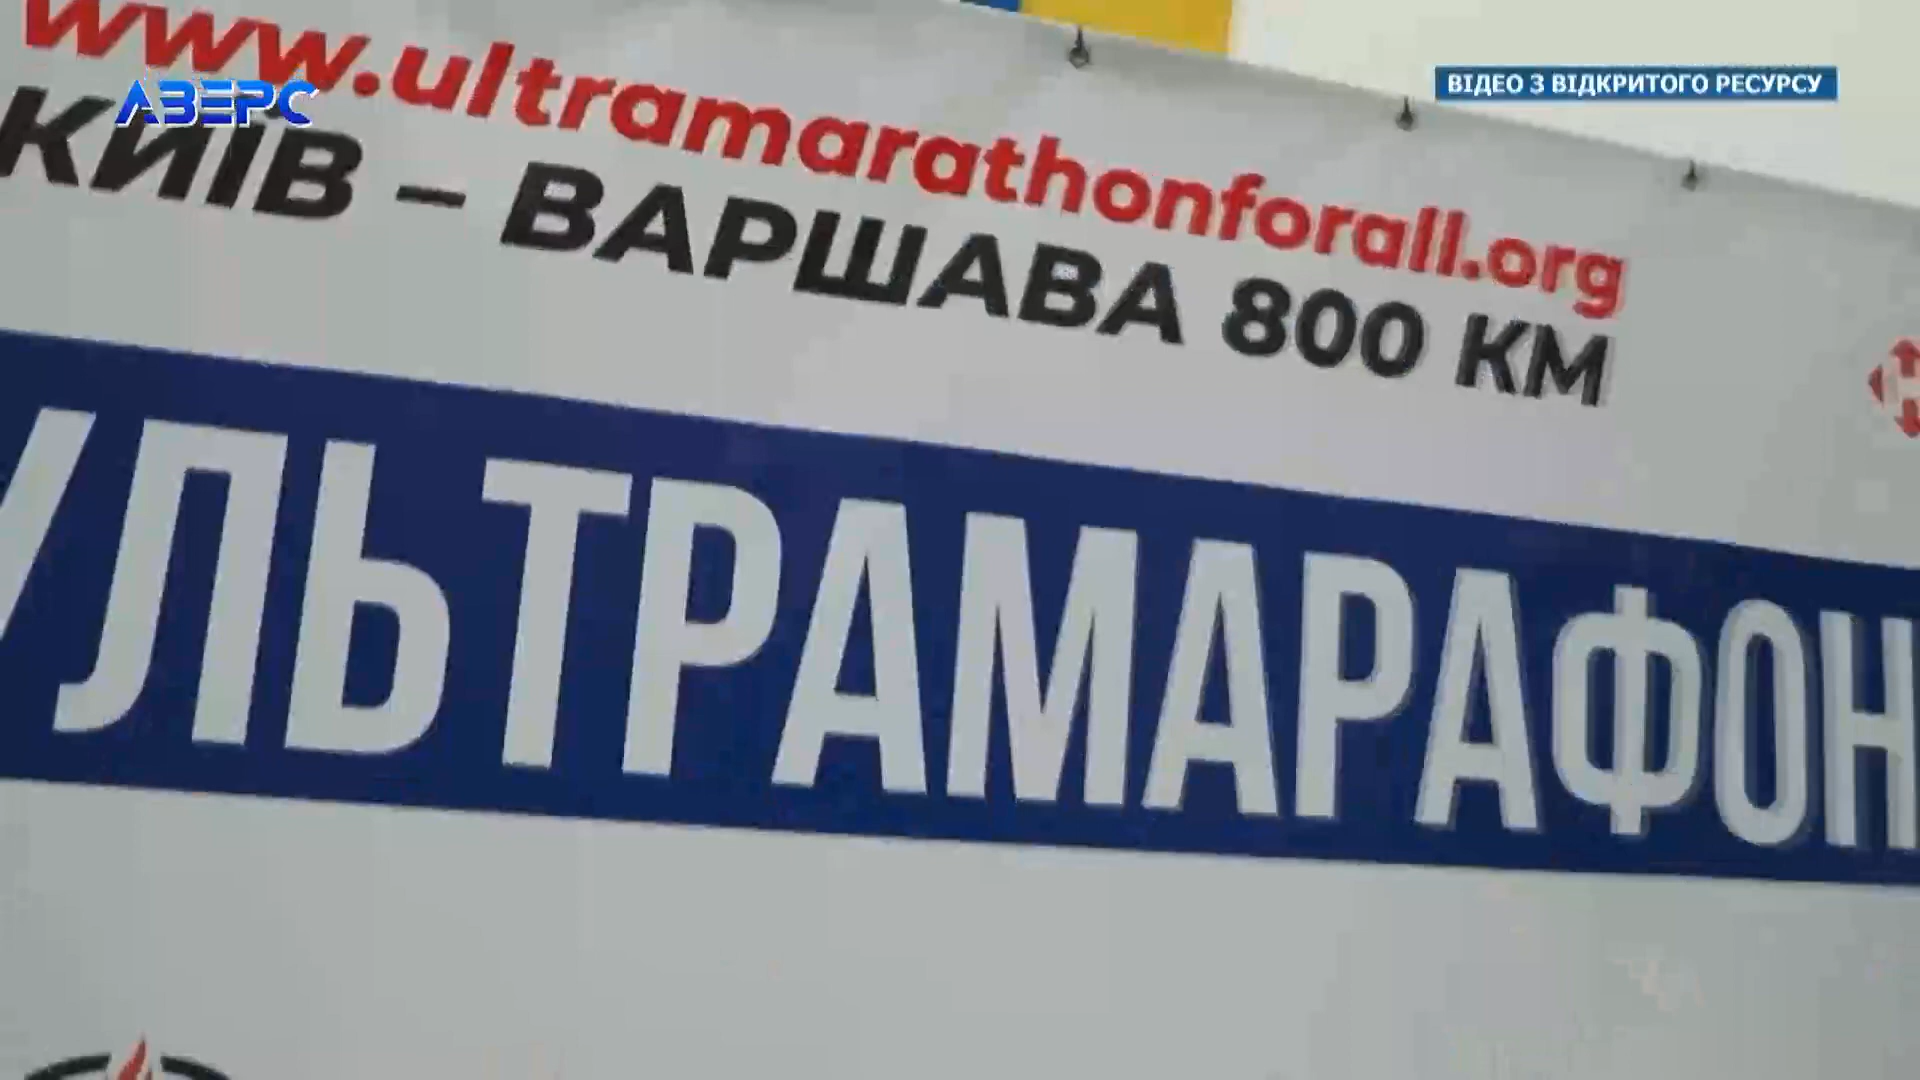 www.ultramarathonforall.org
АВЕРС
ВІДЕО З ВІДКРИТОГО РЕСУРСУ
КИЇВ – ВАРШАВА 800 КМ
УЛЬТРАМАРАФОН